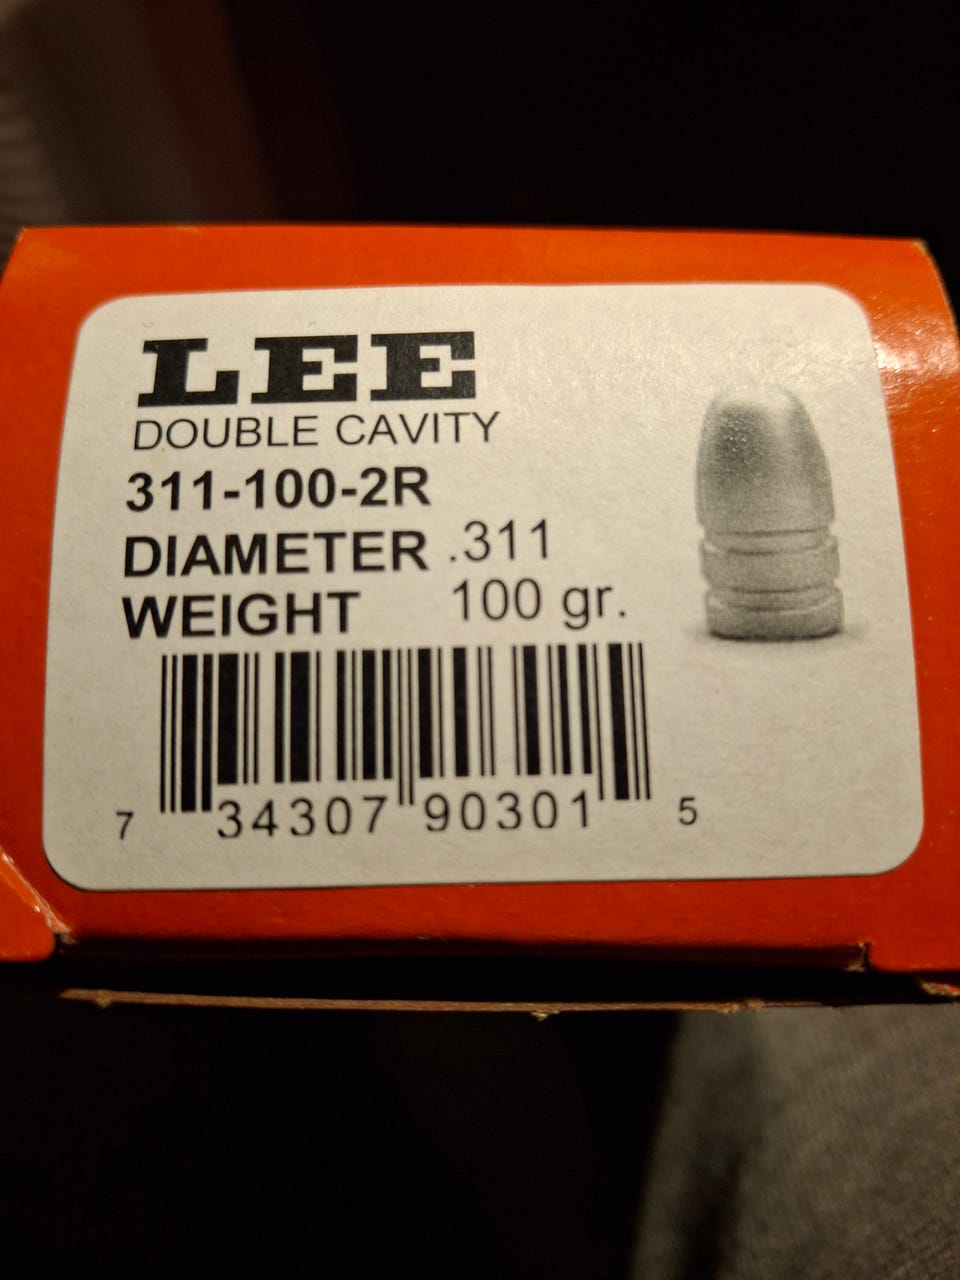 LEE
DOUBLE CAVITY
311-100-2R
DIAMETER .311
WEIGHT 100 gr.
7 34307 90301 5